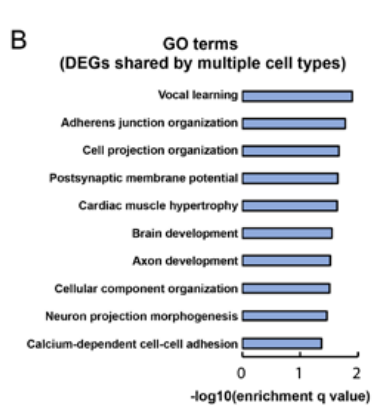 B
GO terms
(DEGs shared by multiple cell types)
Vocal learning
Adherens junction organization
Cell projection organization
Postsynaptic membrane potential
Cardiac muscle hypertrophy
Brain development
Axon development
Cellular component organization
Neuron projection morphogenesis
Calcium-dependent cell-cell adhesion
0 1 2
-log10(enrichment q value)